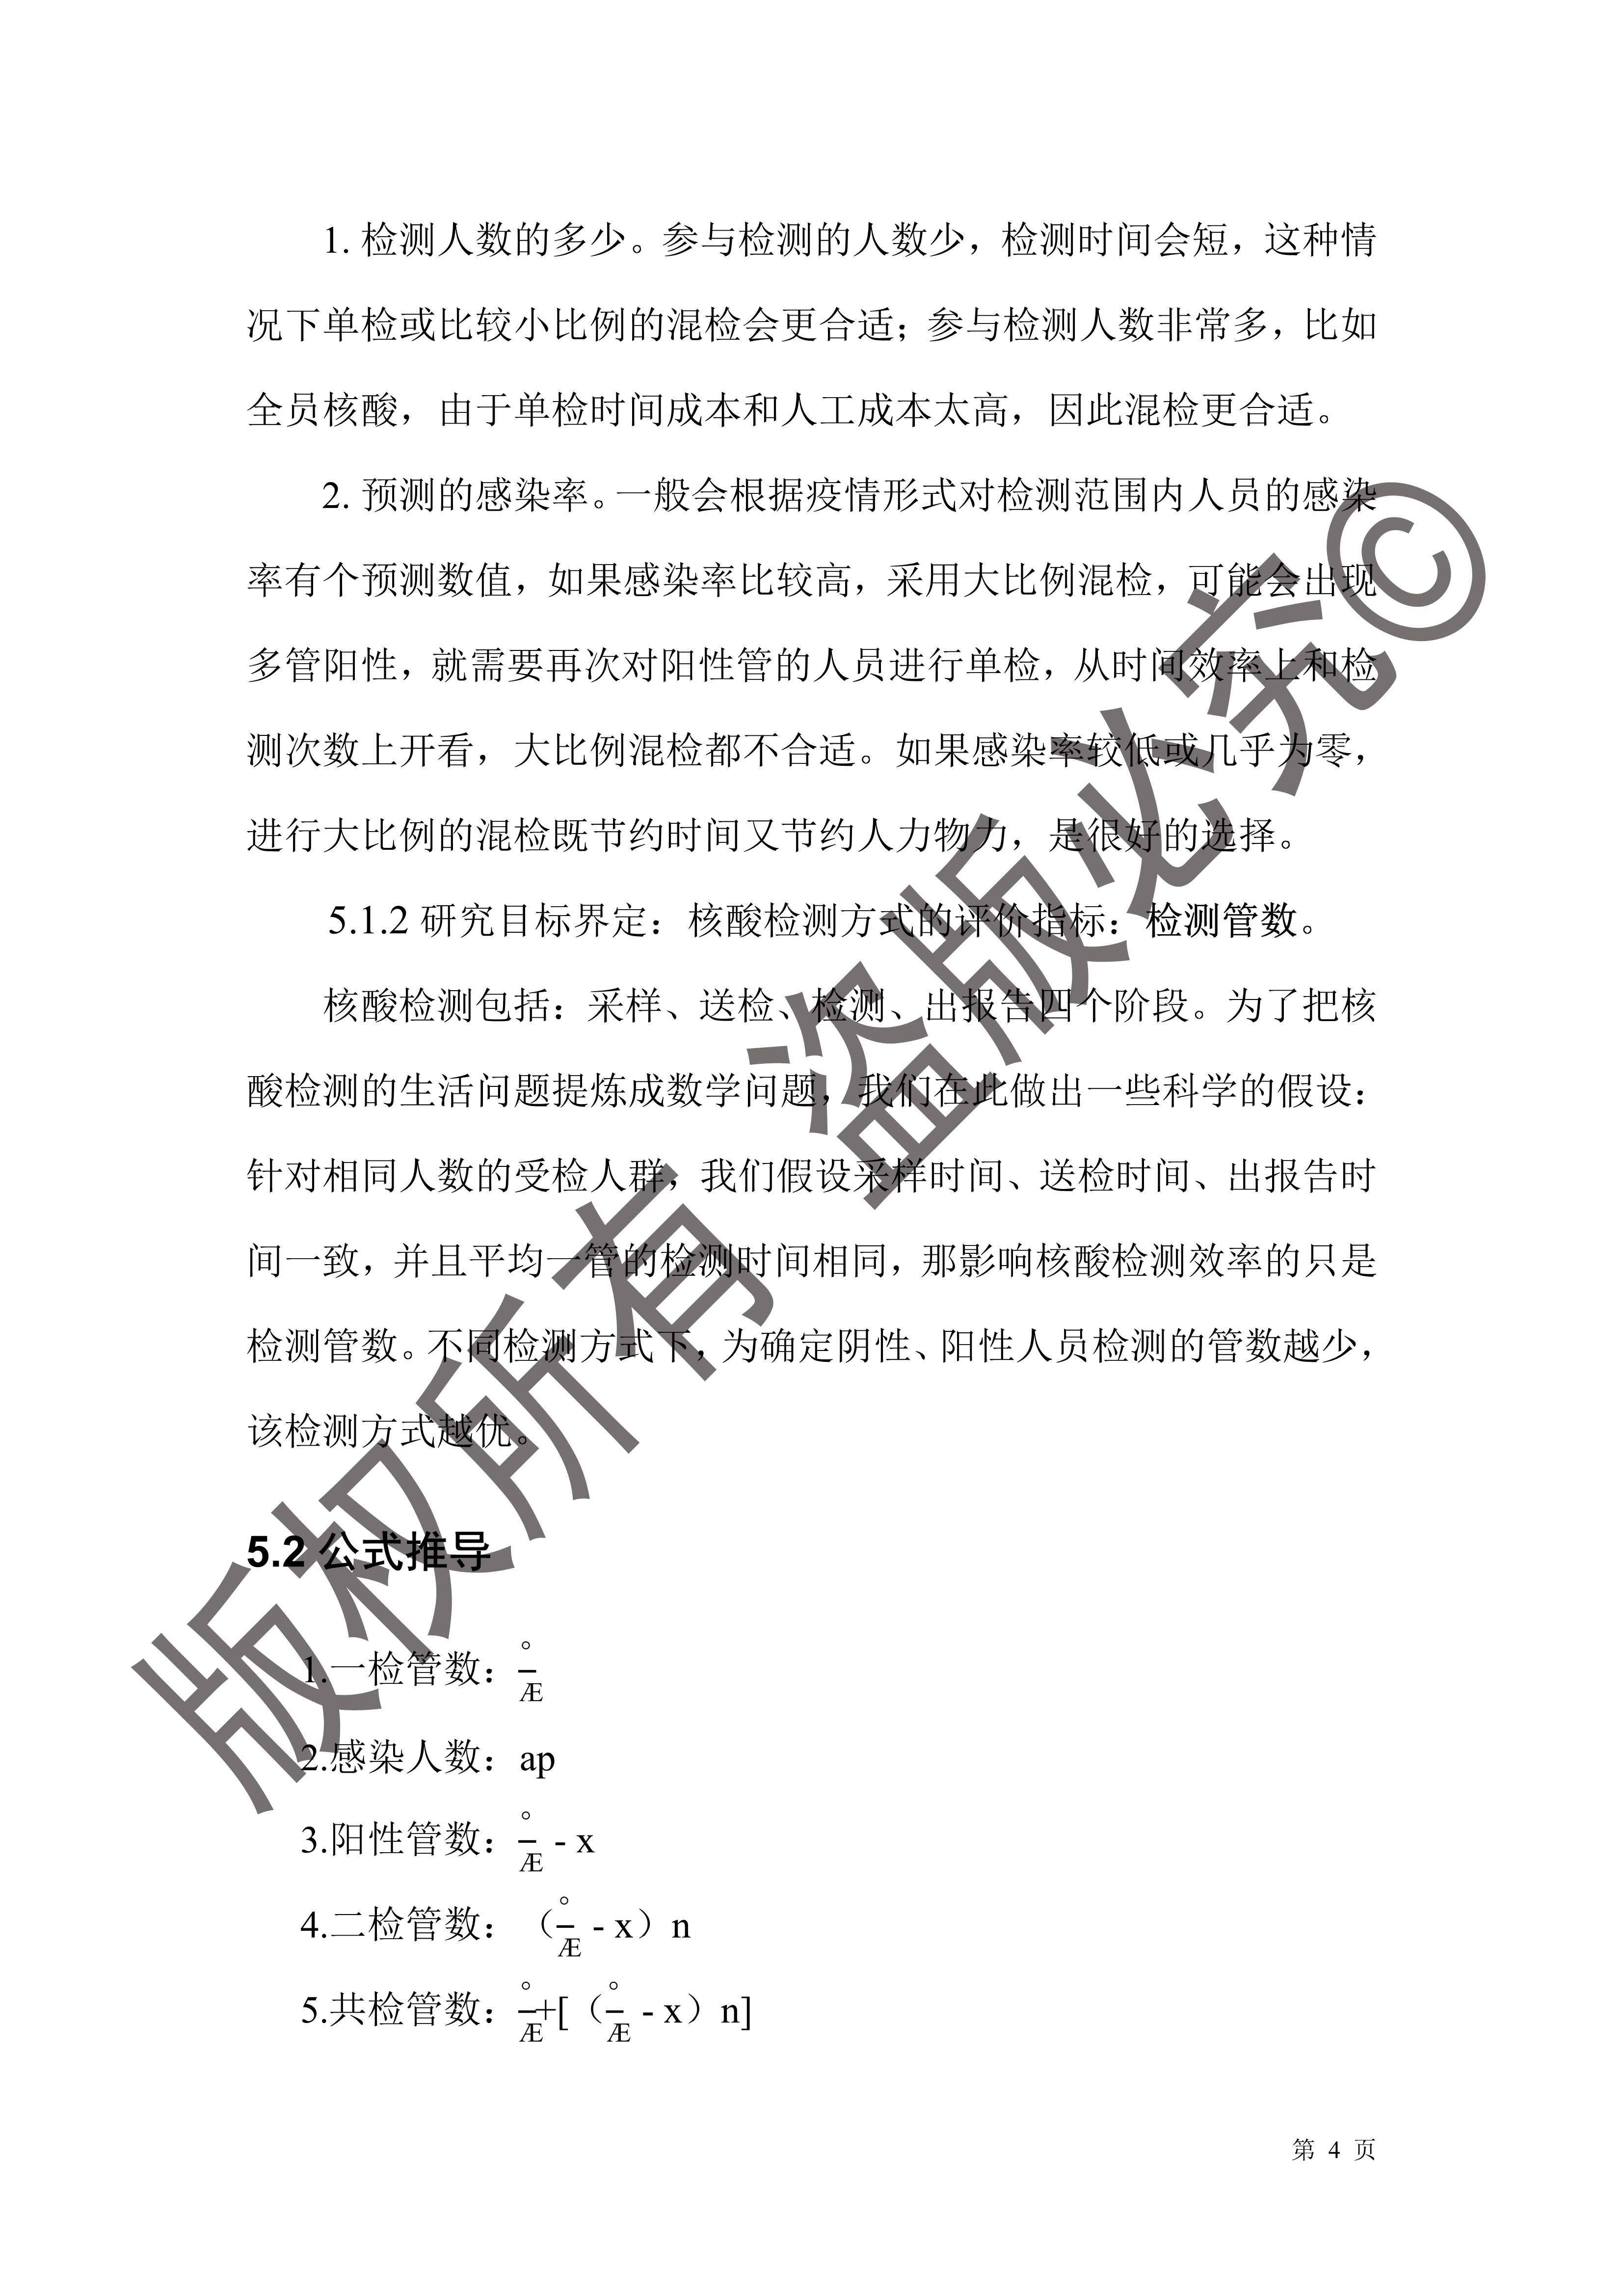 1. 检测人数的多少。参与检测的人数少，检测时间会短，这种情
况下单检或比较小比例的混检会更合适；参与检测人数非常多，比如
全员核酸，由于单检时间成本和人工成本太高，因此混检更合适。
2. 预测的感染率。一般会根据疫情形式对检测范围内人员的感染
率有个预测数值，如果感染率比较高，采用大比例混检，可能会出现
多管阳性，就需要再次对阳性管的人员进行单检，从时间效率上和检
测次数上开看，大比例混检都不合适。如果感染率较低或几乎为零，
进行大比例的混检既节约时间又节约人力物力，是很好的选择。
5.1.2 研究目标界定：核酸检测方式的评价指标：检测管数。
核酸检测包括：采样、送检、检测、出报告四个阶段。为了把核
酸检测的生活问题提炼成数学问题，我们在此做出一些科学的假设：
针对相同人数的受检人群，我们假设采样时间、送检时间、出报告时
间一致，并且平均一管的检测时间相同，那影响核酸检测效率的只是
检测管数。不同检测方式下，为确定阴性、阳性人员检测的管数越少，
该检测方式越优。
5.2 公式推导
1.一检管数：°/Æ
2.感染人数：ap
3.阳性管数：°/Æ - x
4.二检管数：（°/Æ - x）n
5.共检管数：°/Æ+[（°/Æ - x）n]
第 4 页
版权所有 盗版必究©